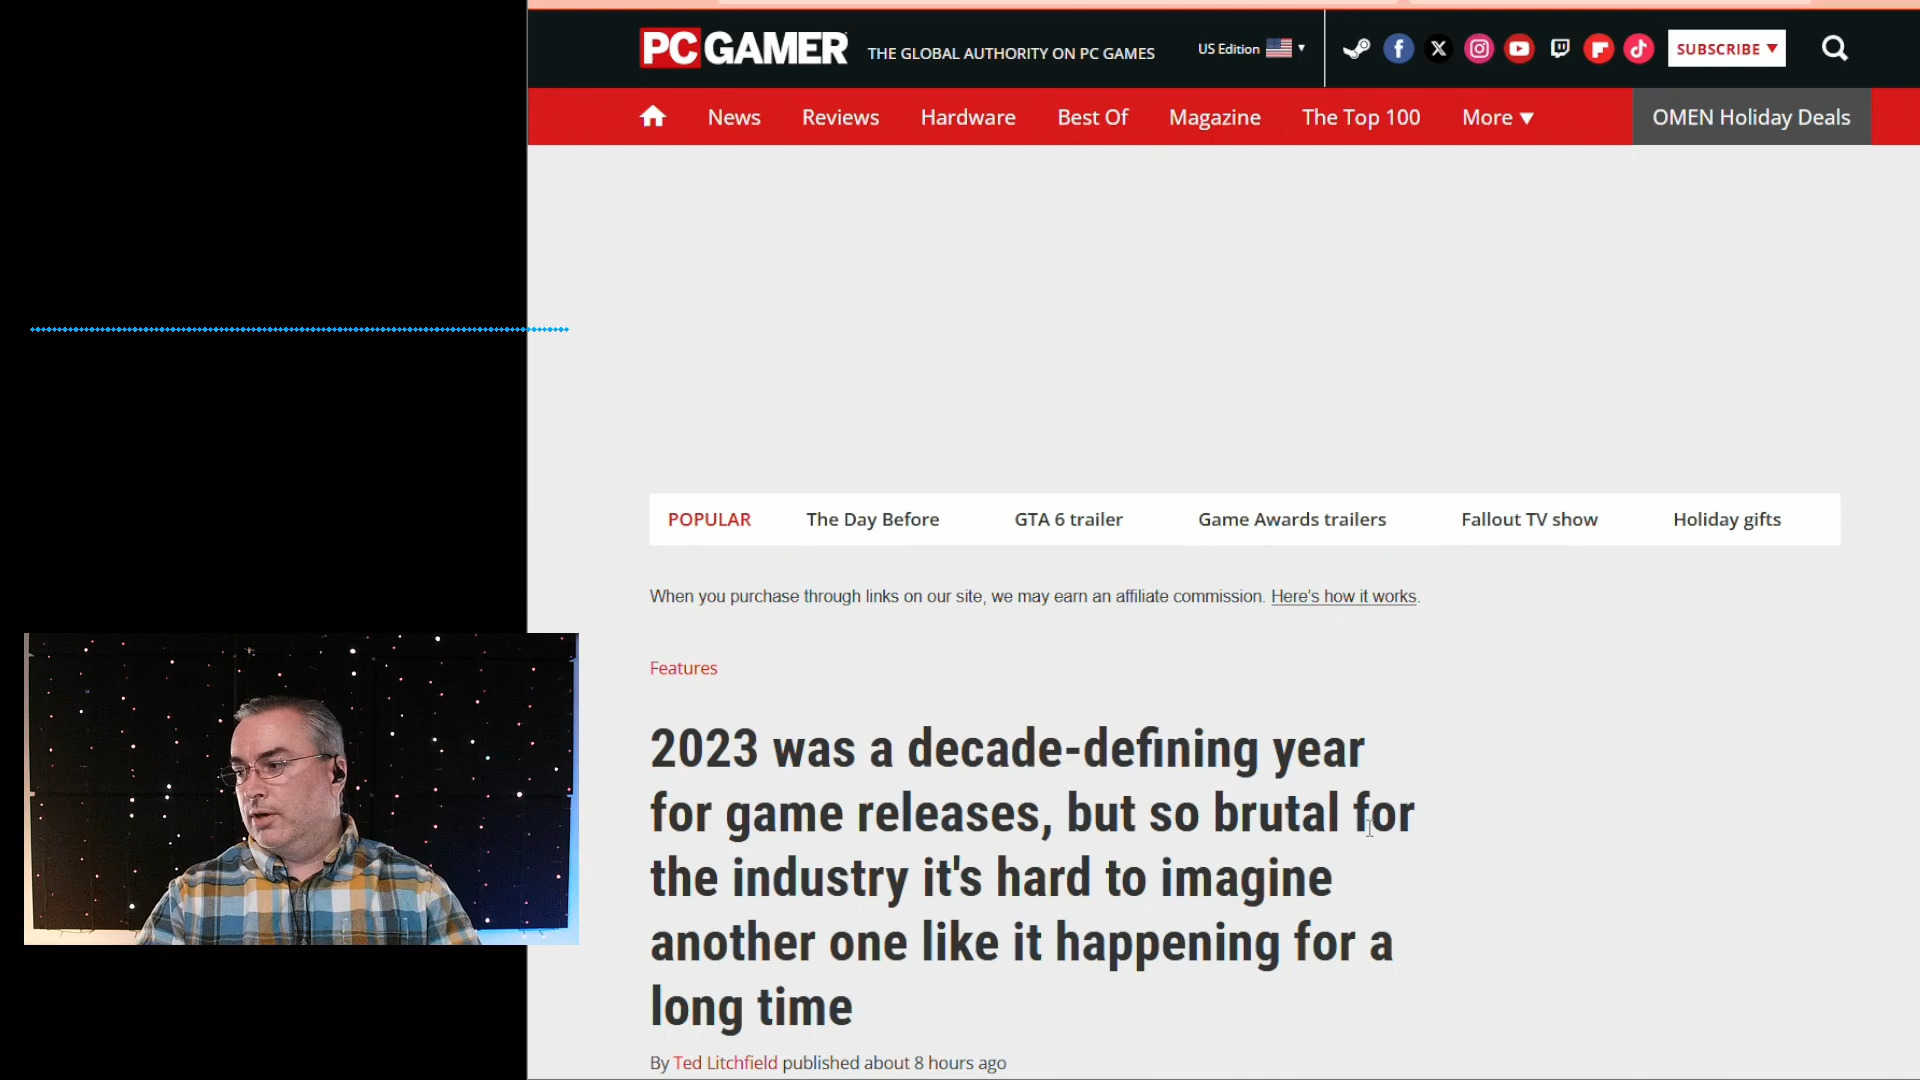 PC GAMER THE GLOBAL AUTHORITY ON PC GAMES US Edition SUBSCRIBE
News Reviews Hardware Best Of Magazine The Top 100 More OMEN Holiday Deals
POPULAR The Day Before GTA 6 trailer Game Awards trailers Fallout TV show Holiday gifts
When you purchase through links on our site, we may earn an affiliate commission. Here's how it works.
Features
2023 was a decade-defining year
for game releases, but so brutal for
the industry it's hard to imagine
another one like it happening for a
long time
By Ted Litchfield published about 8 hours ago